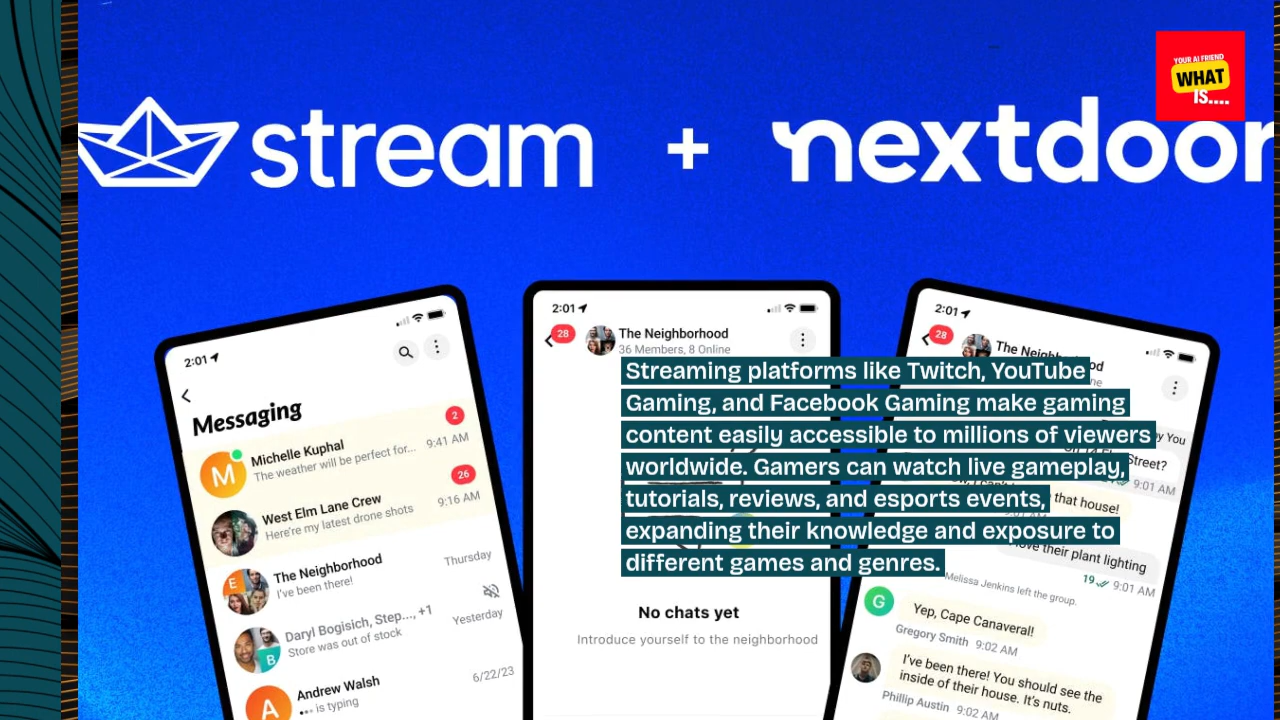 YOUR AI FRIEND
WHAT
IS....
stream + nextdoor
2:01
Messaging
Michelle Kuphal
2
The weather will be perfect for...
9:41 AM
West Elm Lane Crew
26
Here're my latest drone shots
9:16 AM
The Neighborhood
Thursday
I've been there!
Daryl Bogisich, Step..., +1
Store was out of stock
Yesterday
Andrew Walsh
6/22/23
is typing
M
E
B
A
2:01
28
The Neighborhood
36 Members, 8 Online
Streaming platforms like Twitch, YouTube
Gaming, and Facebook Gaming make gaming
content easily accessible to millions of viewers
worldwide. Gamers can watch live gameplay,
tutorials, reviews, and esports events,
expanding their knowledge and exposure to
different games and genres.
No chats yet
Introduce yourself to the neighborhood
2:01
28
The
You
Street?
9:01 AM
that house!
love their plant lighting
19
9:01 AM
Melissa Jenkins left the group.
G
Yep, Cape Canaveral!
Gregory Smith 9:02 AM
I've been there! You should see the
inside of their house. It's nuts.
Phillip Austin 9:02 AM